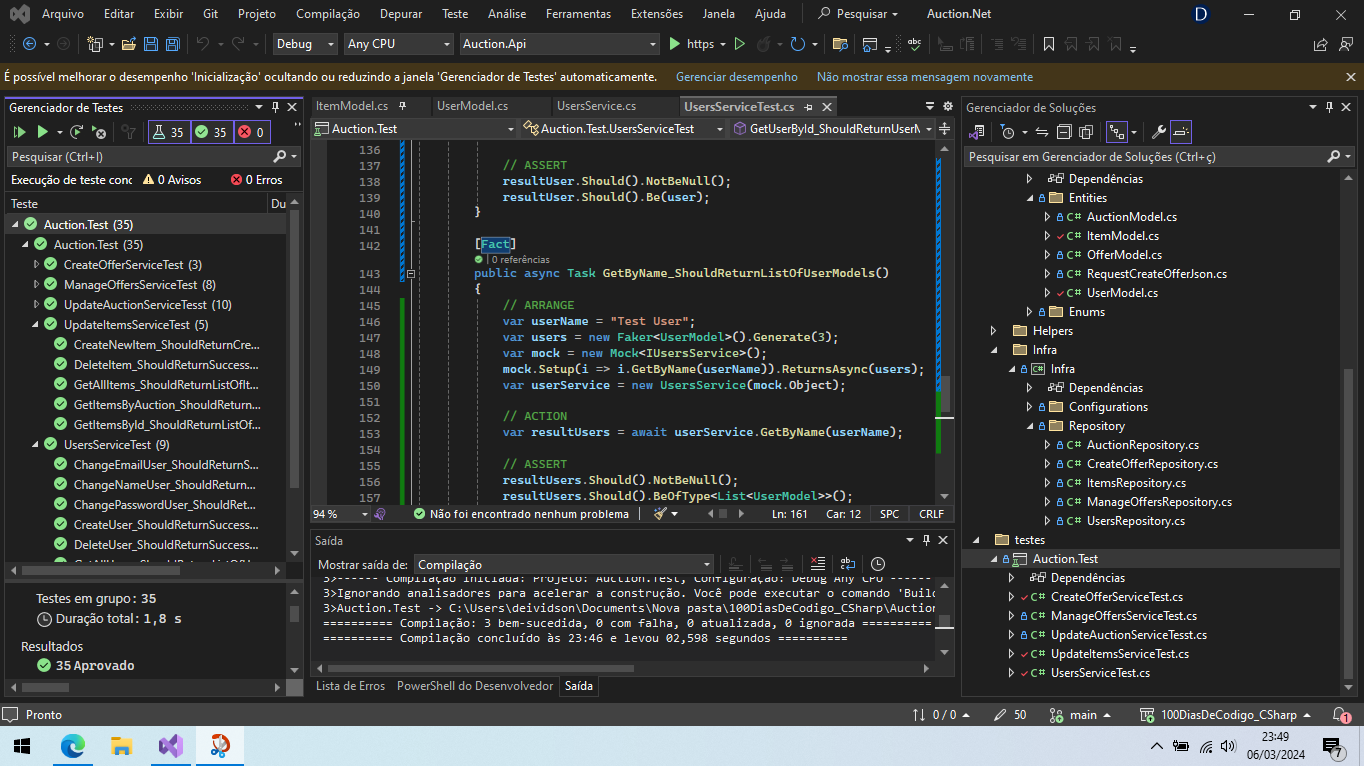 Arquivo Editar Exibir Git Projeto Compilação Depurar Teste Análise Ferramentas Extensões Janela Ajuda Pesquisar Auction.Net D
Debug Any CPU Auction.Api https
É possível melhorar o desempenho 'Inicialização' ocultando ou reduzindo a janela 'Gerenciador de Testes' automaticamente. Gerenciar desempenho Não mostrar essa mensagem novamente
Gerenciador de Testes
35 35 0
Pesquisar (Ctrl+I)
Execução de teste conc 0 Avisos 0 Erros
Teste Du
Auction.Test (35)
Auction.Test (35)
CreateOfferServiceTest (3)
ManageOffersServiceTest (8)
UpdateAuctionServiceTesst (10)
UpdateItemsServiceTest (5)
CreateNewItem_ShouldReturnCre...
DeleteItem_ShouldReturnSuccess...
GetAllItems_ShouldReturnListOfIt...
GetItemsByAuction_ShouldReturn...
GetItemsById_ShouldReturnListOf...
UsersServiceTest (9)
ChangeEmailUser_ShouldReturnS...
ChangeNameUser_ShouldReturn...
ChangePasswordUser_ShouldRet...
CreateUser_ShouldReturnSuccess...
DeleteUser_ShouldReturnSuccess...
Testes em grupo: 35
Duração total: 1,8 s
Resultados
35 Aprovado
ItemModel.cs UserModel.cs UsersService.cs UsersServiceTest.cs
Auction.Test Auction.Test.UsersServiceTest GetUserById_ShouldReturnUserM
136
137 // ASSERT
138 resultUser.Should().NotBeNull();
139 resultUser.Should().Be(user);
140 }
141
142 [Fact]
| 0 referências
143 public async Task GetByName_ShouldReturnListOfUserModels()
144 {
145 // ARRANGE
146 var userName = "Test User";
147 var users = new Faker<UserModel>().Generate(3);
148 var mock = new Mock<IUsersService>();
149 mock.Setup(i => i.GetByName(userName)).ReturnsAsync(users);
150 var userService = new UsersService(mock.Object);
151
152 // ACTION
153 var resultUsers = await userService.GetByName(userName);
154
155 // ASSERT
156 resultUsers.Should().NotBeNull();
157 resultUsers.Should().BeOfType<List<UserModel>>();
94 % Não foi encontrado nenhum problema Ln: 161 Car: 12 SPC CRLF
Saída
Mostrar saída de: Compilação
3>------ Compilação iniciada: Projeto: Auction.Test, Configuração: Debug Any CPU ------
3>Ignorando analisadores para acelerar a construção. Você pode executar o comando 'Build
3>Auction.Test -> C:\Users\deividson\Documents\Nova pasta\100DiasDeCodigo_CSharp\Auction
========== Compilação: 3 bem-sucedida, 0 com falha, 0 atualizada, 0 ignorada ==========
========== Compilação concluído às 23:46 e levou 02,598 segundos ==========
Lista de Erros PowerShell do Desenvolvedor Saída
Gerenciador de Soluções
Pesquisar em Gerenciador de Soluções (Ctrl+ç)
Dependências
Entities
C# AuctionModel.cs
C# ItemModel.cs
C# OfferModel.cs
C# RequestCreateOfferJson.cs
C# UserModel.cs
Enums
Helpers
Infra
C# Infra
Dependências
Configurations
Repository
C# AuctionRepository.cs
C# CreateOfferRepository.cs
C# ItemsRepository.cs
C# ManageOffersRepository.cs
C# UsersRepository.cs
testes
Auction.Test
Dependências
C# CreateOfferServiceTest.cs
C# ManageOffersServiceTest.cs
C# UpdateAuctionServiceTesst.cs
C# UpdateItemsServiceTest.cs
C# UsersServiceTest.cs
Pronto 0 / 0 50 main 100DiasDeCodigo_CSharp 1
23:49
06/03/2024
7